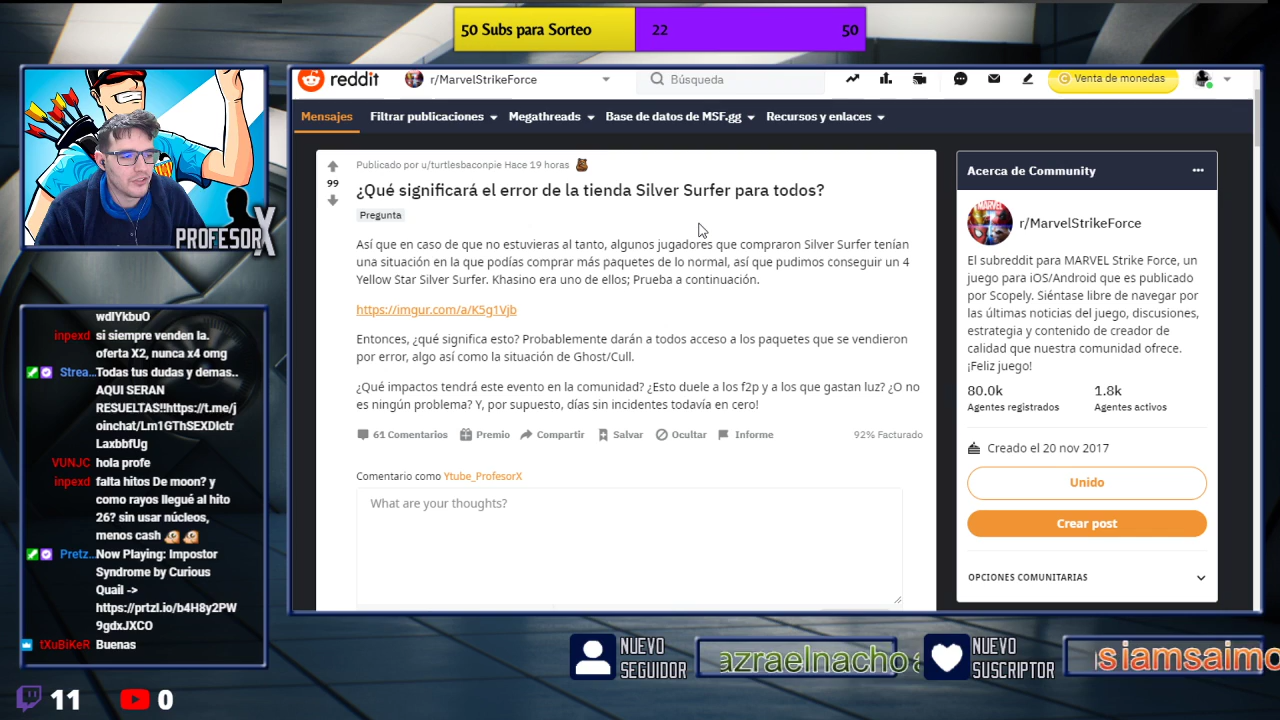 50 Subs para Sorteo
22
50
PROFESOR X
wdIYkbuO
inpexd si siempre venden la.
oferta X2, nunca x4 omg
Strea... Todas tus dudas y demas..
AQUI SERAN
RESUELTAS!!https://t.me/j
oinchat/Lm1GThSEXDIctr
LaxbbfUg
VUNJC hola profe
inpexd falta hitos De moon? y
como rayos llegué al hito
26? sin usar núcleos,
menos cash
Pretz... Now Playing: Impostor
Syndrome by Curious
Quail ->
https://prtzl.io/b4H8y2PW
9gdxJXCO
tXuBiKeR Buenas
11
0
reddit
r/MarvelStrikeForce
Búsqueda
Venta de monedas
Mensajes
Filtrar publicaciones
Megathreads
Base de datos de MSF.gg
Recursos y enlaces
Publicado por u/turtlesbaconpie Hace 19 horas
99
¿Qué significará el error de la tienda Silver Surfer para todos?
Pregunta
Así que en caso de que no estuvieras al tanto, algunos jugadores que compraron Silver Surfer tenían
una situación en la que podías comprar más paquetes de lo normal, así que pudimos conseguir un 4
Yellow Star Silver Surfer. Khasino era uno de ellos; Prueba a continuación.
https://imgur.com/a/K5g1Vjb
Entonces, ¿qué significa esto? Probablemente darán a todos acceso a los paquetes que se vendieron
por error, algo así como la situación de Ghost/Cull.
¿Qué impactos tendrá este evento en la comunidad? ¿Esto duele a los f2p y a los que gastan luz? ¿O no
es ningún problema? Y, por supuesto, días sin incidentes todavía en cero!
61 Comentarios
Premio
Compartir
Salvar
Ocultar
Informe
92% Facturado
Comentario como Ytube_ProfesorX
What are your thoughts?
Acerca de Community
r/MarvelStrikeForce
El subreddit para MARVEL Strike Force, un
juego para iOS/Android que es publicado
por Scopely. Siéntase libre de navegar por
las últimas noticias del juego, discusiones,
estrategia y contenido de creador de
calidad que nuestra comunidad ofrece.
¡Feliz juego!
80.0k
1.8k
Agentes registrados
Agentes activos
Creado el 20 nov 2017
Unido
Crear post
OPCIONES COMUNITARIAS
NUEVO
SEGUIDOR
azraelnacho
NUEVO
SUSCRIPTOR
siamsaimo